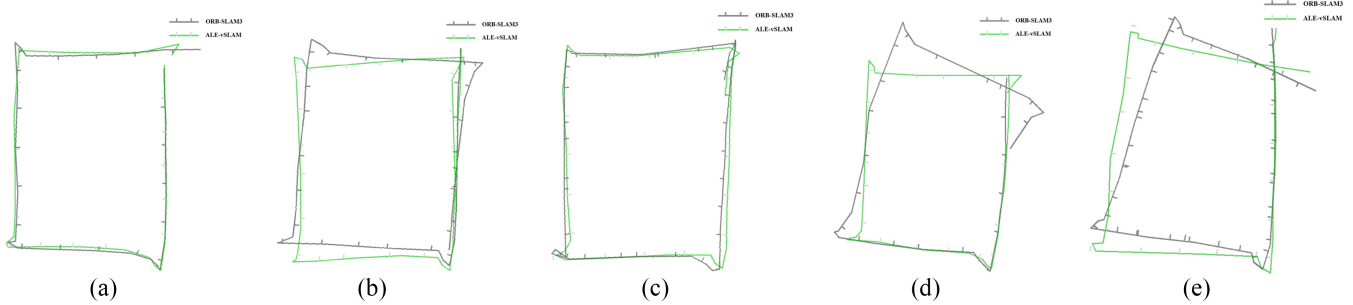 ORB-SLAM3
ALE-vSLAM
ORB-SLAM3
ALE-vSLAM
ORB-SLAM3
ALE-vSLAM
ORB-SLAM3
ALE-vSLAM
ORB-SLAM3
ALE-vSLAM
(a)
(b)
(c)
(d)
(e)